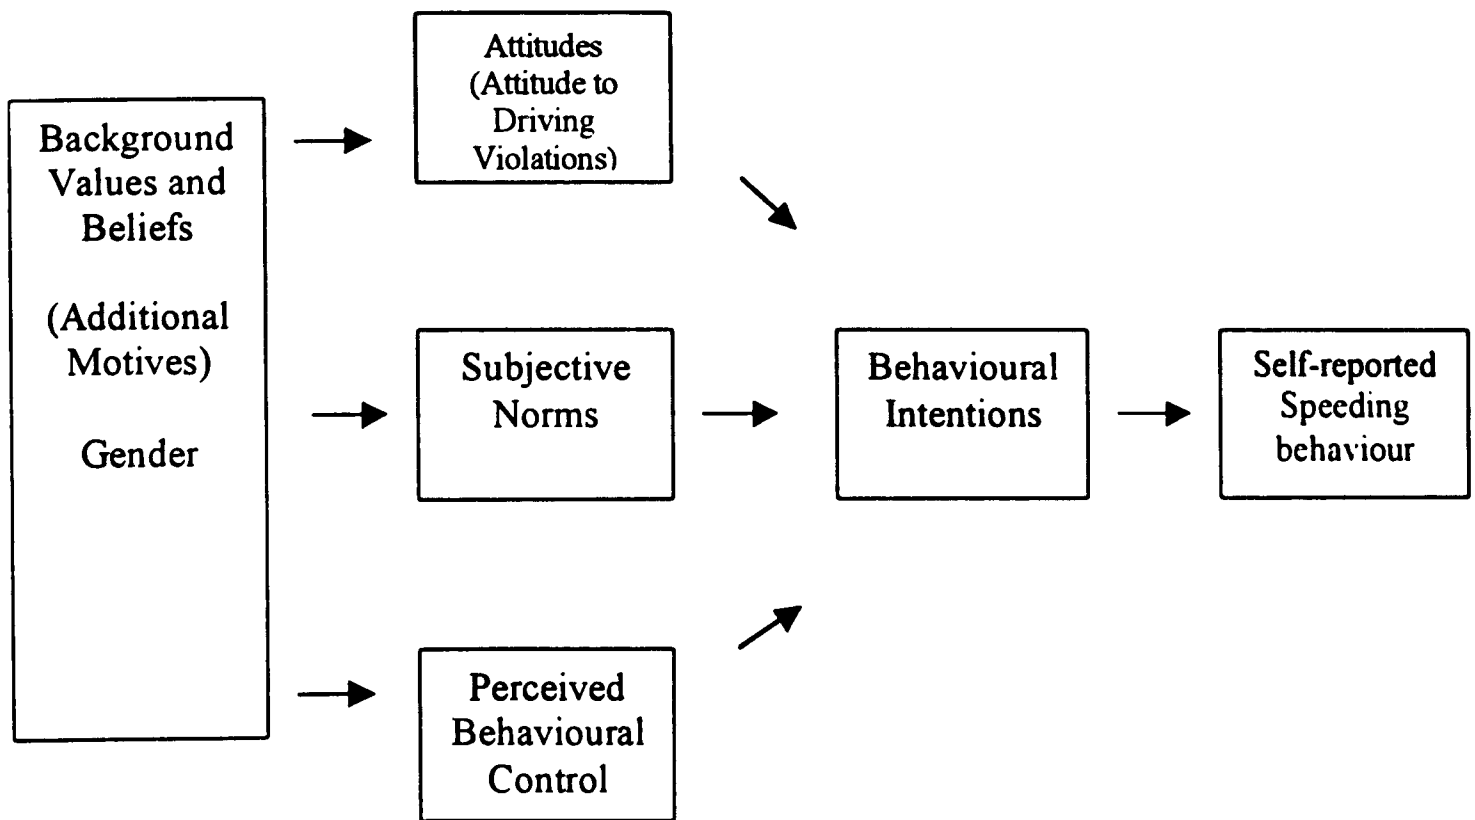 Background
Values and
Beliefs
(Additional
Motives)
Gender
Attitudes
(Attitude to
Driving
Violations)
Subjective
Norms
Perceived
Behavioural
Control
Behavioural
Intentions
Self-reported
Speeding
behaviour